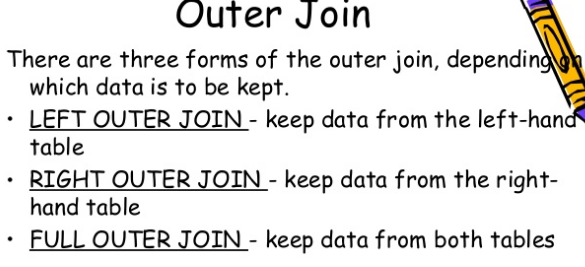 Outer Join
There are three forms of the outer join, depending on
which data is to be kept.
• LEFT OUTER JOIN - keep data from the left-hand
table
• RIGHT OUTER JOIN - keep data from the right-
hand table
• FULL OUTER JOIN - keep data from both tables